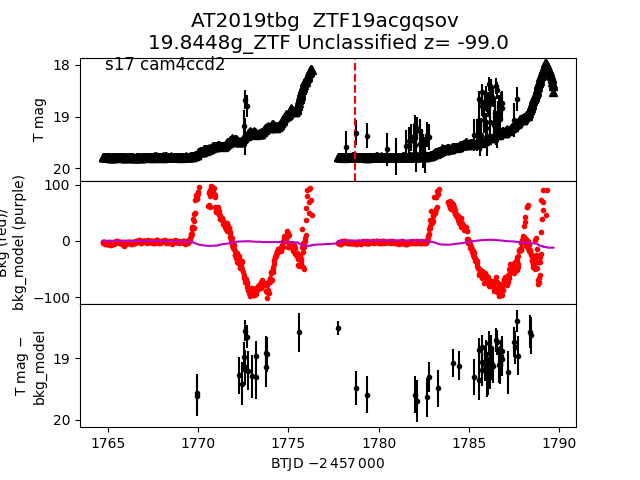 AT2019tbg ZTF19acgqsov
19.8448g_ZTF Unclassified z= -99.0
s17 cam4ccd2
18
19
20
T mag
100
0
−100
Bkg (red)/
bkg_model (purple)
19
20
T mag −
bkg_model
1765
1770
1775
1780
1785
1790
BTJD −2 457 000